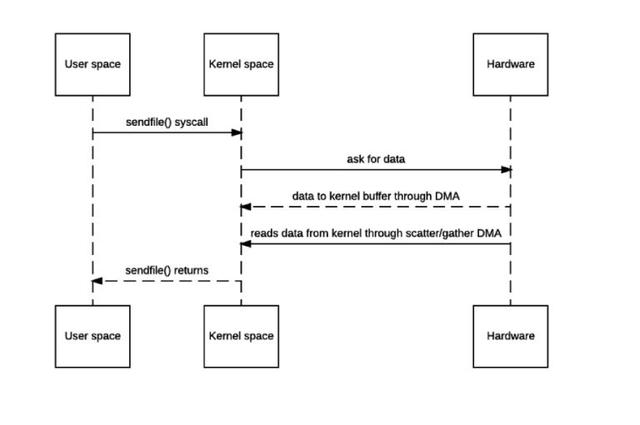 User space
Kernel space
Hardware
sendfile() syscall
ask for data
data to kernel buffer through DMA
reads data from kernel through scatter/gather DMA
sendfile() returns
User space
Kernel space
Hardware